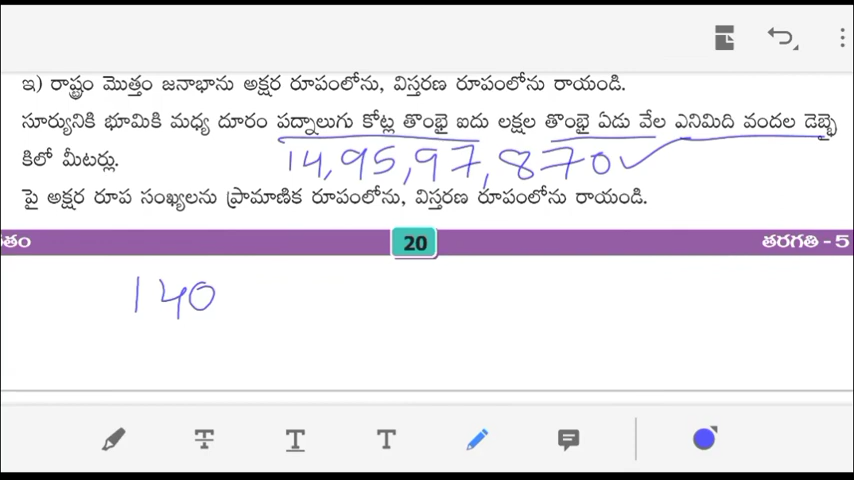 ఇ) రాష్ట్రం మొత్తం జనాభాను అక్షర రూపంలోను, విస్తరణ రూపంలోను రాయండి.
సూర్యునికి భూమికి మధ్య దూరం పద్నాలుగు కోట్ల తొంభై ఐదు లక్షల తొంభై ఏడు వేల ఎనిమిది వందల డెబ్బై
కిలో మీటర్లు. 14,95,97,870✓
పై అక్షర రూప సంఖ్యలను ప్రామాణిక రూపంలోను, విస్తరణ రూపంలోను రాయండి.
తం 20 తరగతి - 5
140
T T T